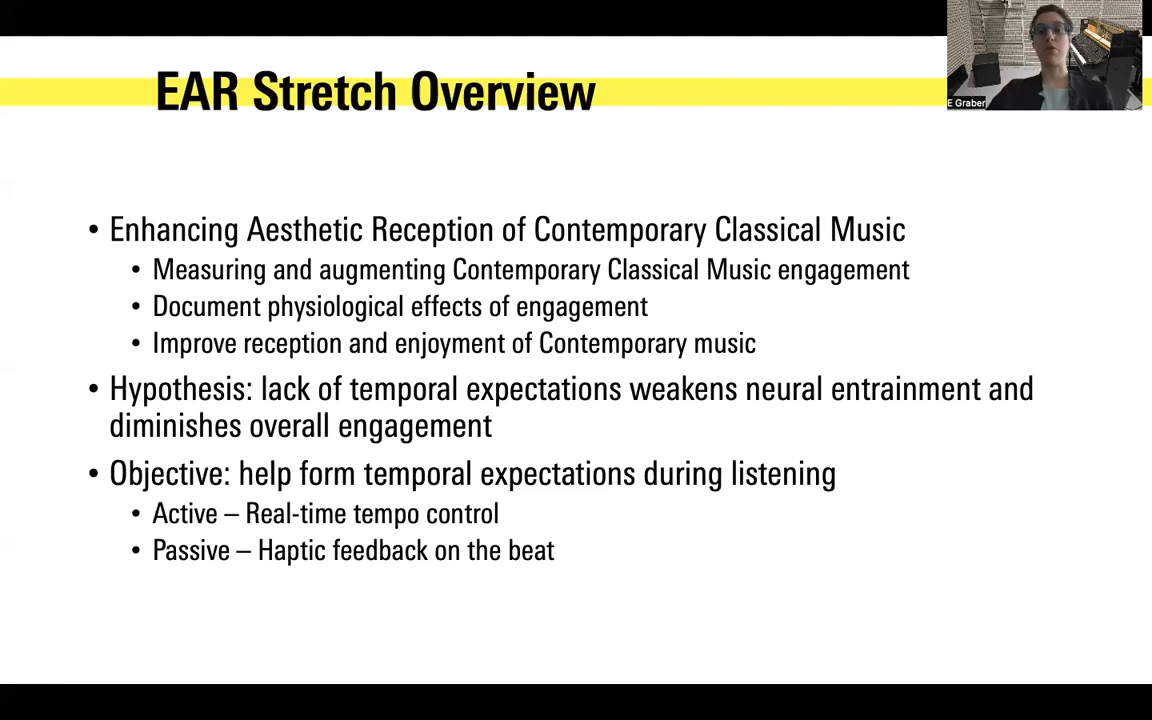 EAR Stretch Overview
E Graber
• Enhancing Aesthetic Reception of Contemporary Classical Music
• Measuring and augmenting Contemporary Classical Music engagement
• Document physiological effects of engagement
• Improve reception and enjoyment of Contemporary music
• Hypothesis: lack of temporal expectations weakens neural entrainment and
diminishes overall engagement
• Objective: help form temporal expectations during listening
• Active – Real-time tempo control
• Passive – Haptic feedback on the beat